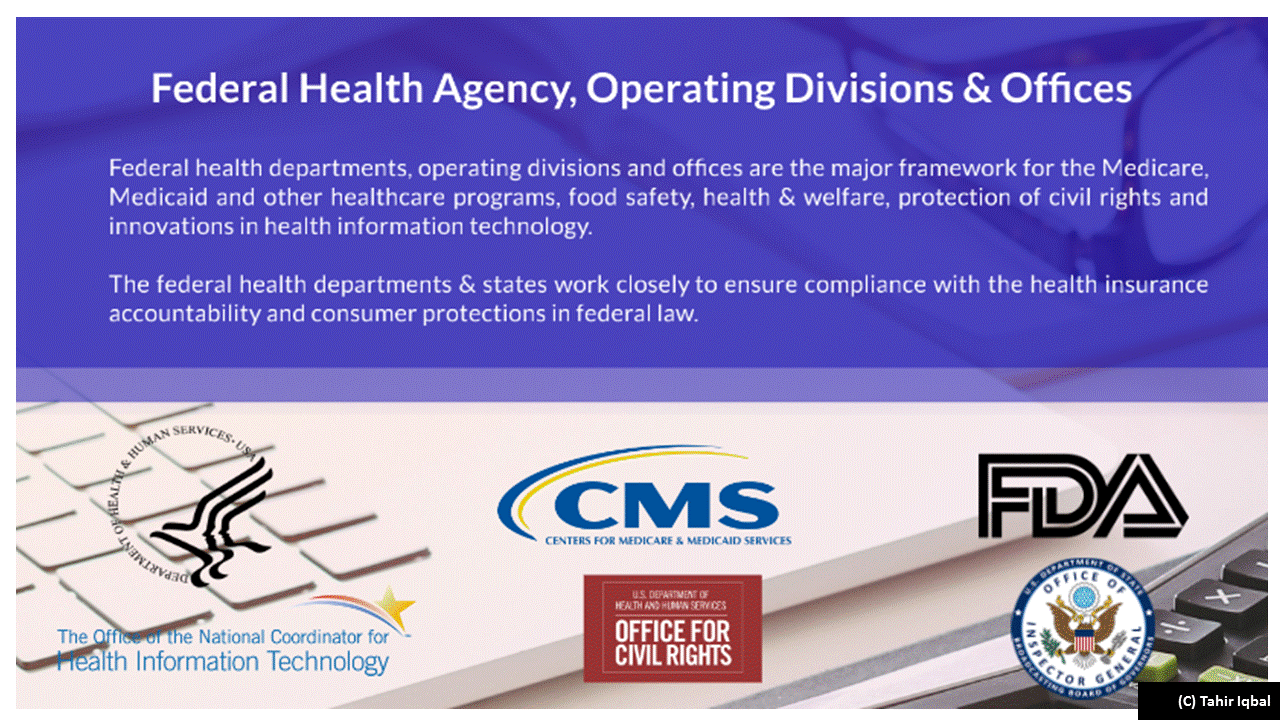 Federal Health Agency, Operating Divisions & Offices
Federal health departments, operating divisions and offices are the major framework for the Medicare,
Medicaid and other healthcare programs, food safety, health & welfare, protection of civil rights and
innovations in health information technology.
The federal health departments & states work closely to ensure compliance with the health insurance
accountability and consumer protections in federal law.
DEPARTMENT OF HEALTH & HUMAN SERVICES · USA
CMS
CENTERS FOR MEDICARE & MEDICAID SERVICES
FDA
The Office of the National Coordinator for
Health Information Technology
U.S. DEPARTMENT OF
HEALTH AND HUMAN SERVICES
OFFICE FOR
CIVIL RIGHTS
U.S. DEPARTMENT OF STATE
OFFICE OF
INSPECTOR GENERAL
BROADCASTING BOARD OF GOVERNORS
(C) Tahir Iqbal